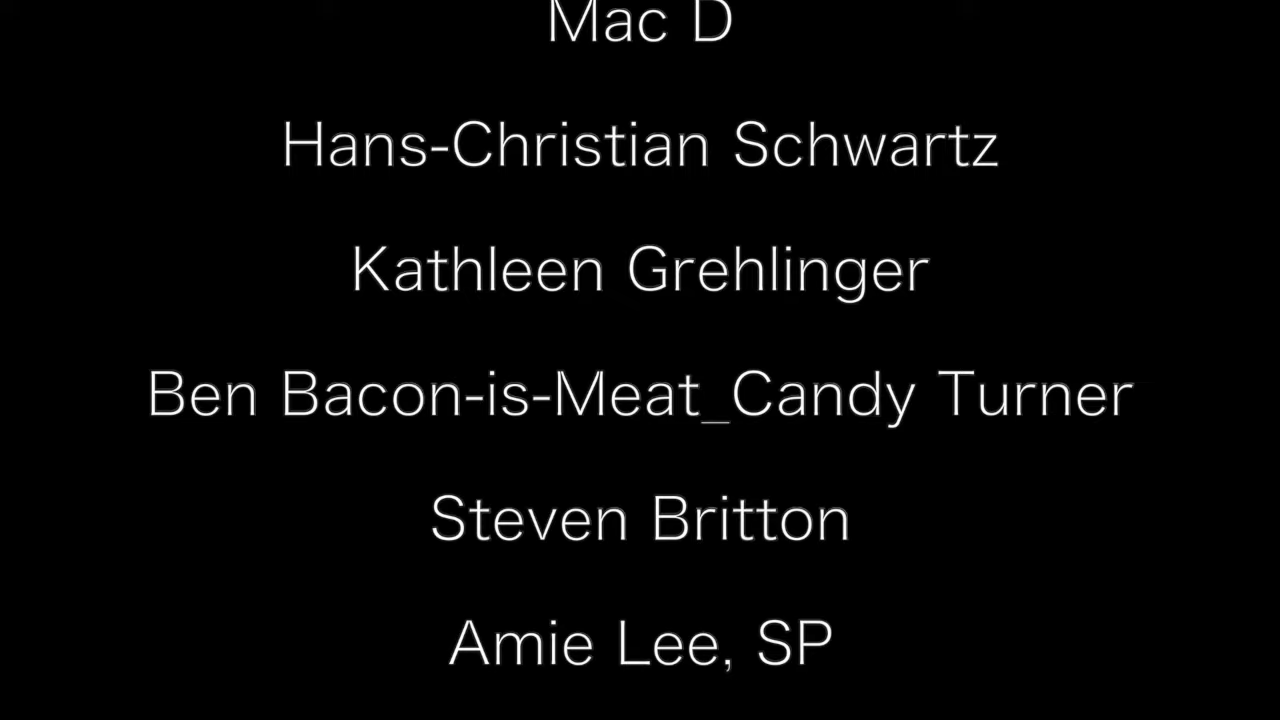 Mac D
Hans-Christian Schwartz
Kathleen Grehlinger
Ben Bacon-is-Meat_Candy Turner
Steven Britton
Amie Lee, SP